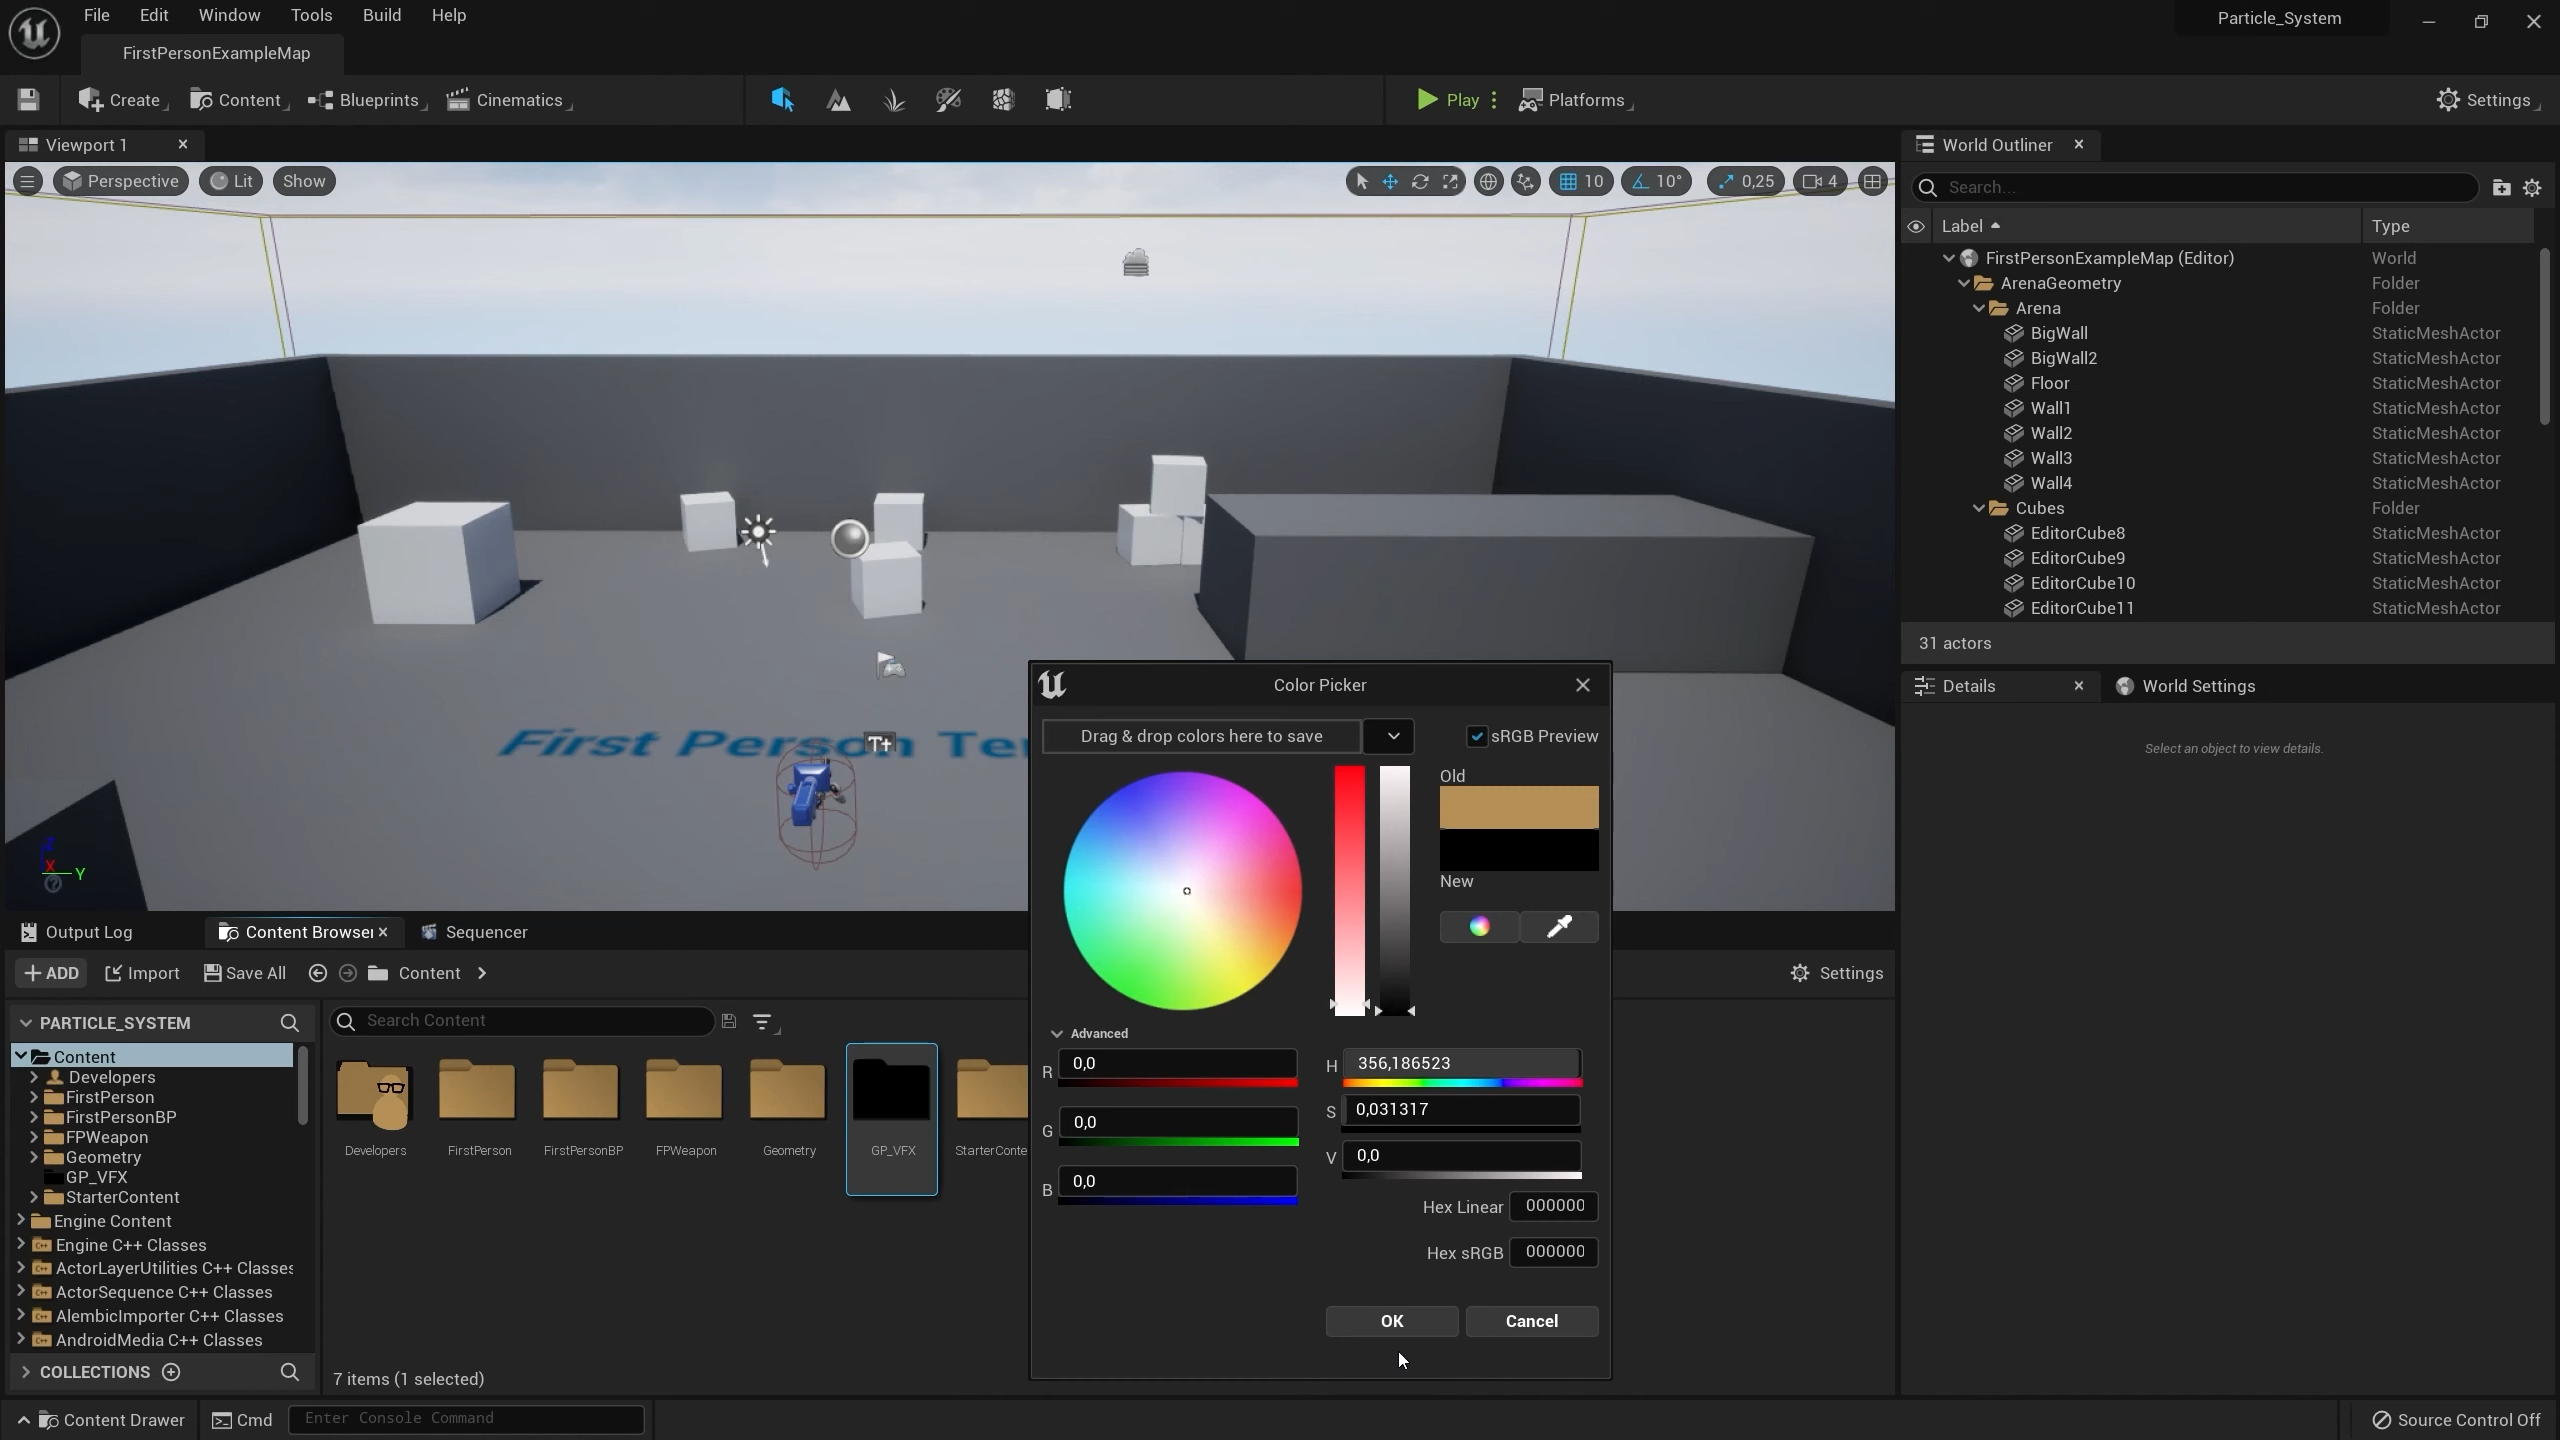 File Edit Window Tools Build Help
Particle_System
FirstPersonExampleMap
Create Content Blueprints Cinematics
Play Platforms
Settings
Viewport 1
World Outliner
Perspective Lit Show
10 10° 0,25 4
Search...
Label Type
FirstPersonExampleMap (Editor) World
ArenaGeometry Folder
Arena Folder
BigWall StaticMeshActor
BigWall2 StaticMeshActor
Floor StaticMeshActor
Wall1 StaticMeshActor
Wall2 StaticMeshActor
Wall3 StaticMeshActor
Wall4 StaticMeshActor
Cubes Folder
EditorCube8 StaticMeshActor
EditorCube9 StaticMeshActor
EditorCube10 StaticMeshActor
EditorCube11 StaticMeshActor
31 actors
Details World Settings
Select an object to view details.
First Person Te
X Y
Color Picker
Drag & drop colors here to save
sRGB Preview
Old
New
Advanced
R 0,0
G 0,0
B 0,0
H 356,186523
S 0,031317
V 0,0
Hex Linear 000000
Hex sRGB 000000
OK Cancel
Output Log Content Browser Sequencer
ADD Import Save All Content
Settings
PARTICLE_SYSTEM
Search Content
Content
Developers
FirstPerson
FirstPersonBP
FPWeapon
Geometry
GP_VFX
StarterContent
Engine Content
Engine C++ Classes
ActorLayerUtilities C++ Classes
ActorSequence C++ Classes
AlembicImporter C++ Classes
AndroidMedia C++ Classes
COLLECTIONS
Developers FirstPerson FirstPersonBP FPWeapon Geometry GP_VFX StarterConte
7 items (1 selected)
Content Drawer Cmd Enter Console Command
Source Control Off